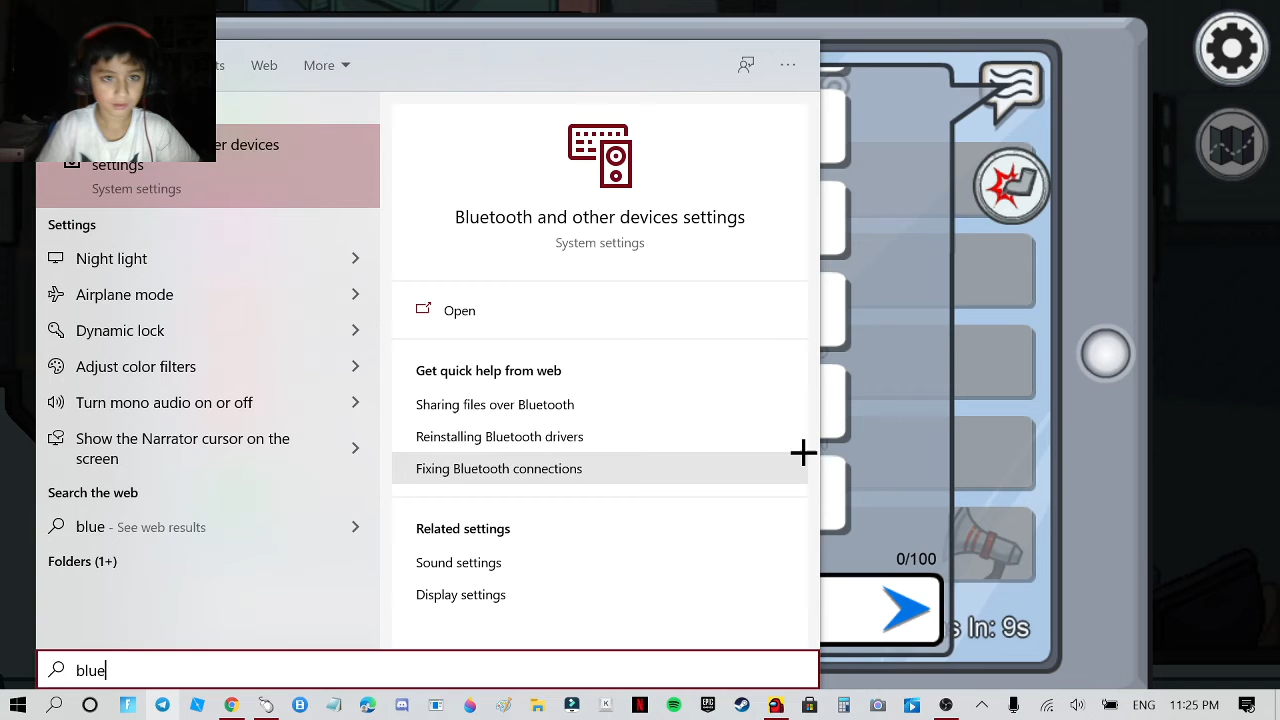 ts Web More
er devices
settings
System settings
Settings
Night light
Airplane mode
Dynamic lock
Adjust color filters
Turn mono audio on or off
Show the Narrator cursor on the
screen
Search the web
blue - See web results
Folders (1+)
Bluetooth and other devices settings
System settings
Open
Get quick help from web
Sharing files over Bluetooth
Reinstalling Bluetooth drivers
Fixing Bluetooth connections
Related settings
Sound settings
Display settings
0/100
s In: 9s
blue
11:25 PM